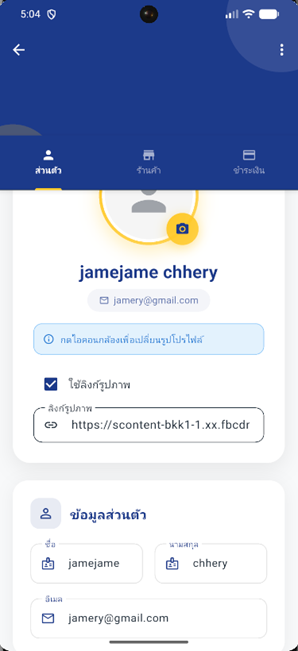 5:04
ส่วนตัว
ร้านค้า
ชำระเงิน
jamejame chhery
jamery@gmail.com
กดไอคอนกล้องเพื่อเปลี่ยนรูปโปรไฟล์
ใช้ลิงก์รูปภาพ
ลิงก์รูปภาพ
https://scontent-bkk1-1.xx.fbcdr
ข้อมูลส่วนตัว
ชื่อ
นามสกุล
jamejame
chhery
อีเมล
jamery@gmail.com